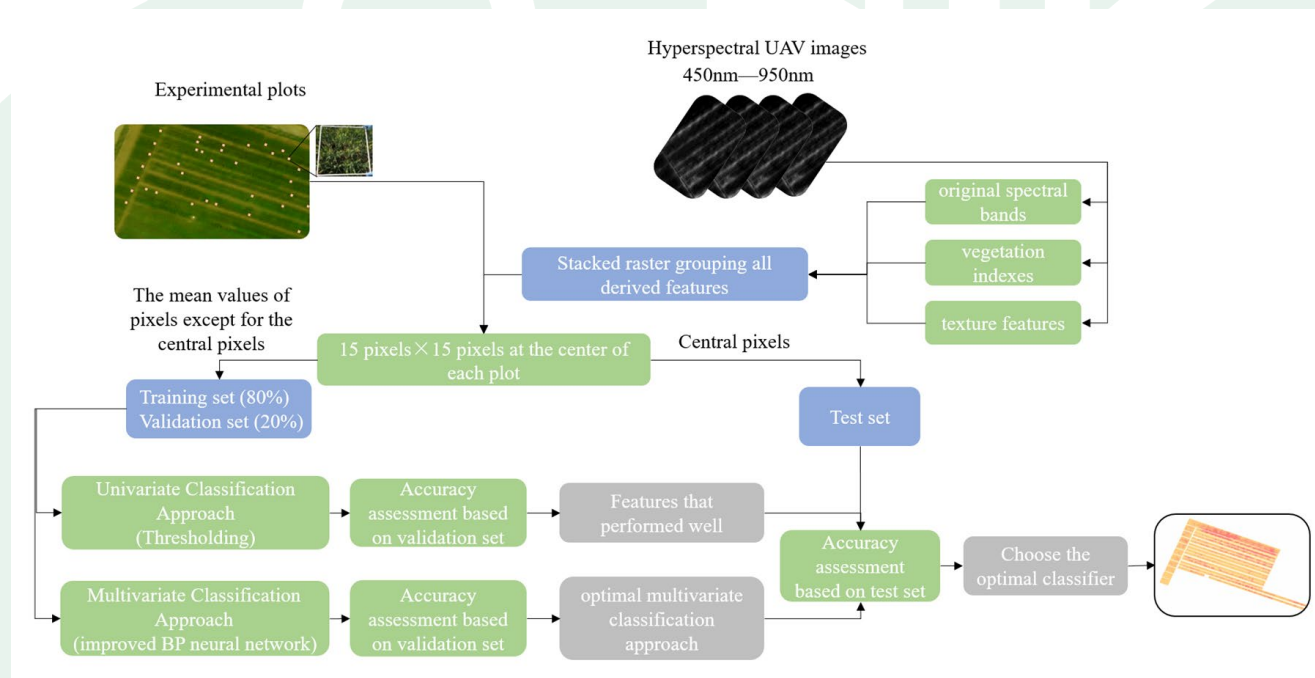 Hyperspectral UAV images
450nm—950nm
Experimental plots
original spectral
bands
vegetation
indexes
texture features
Stacked raster grouping all
derived features
The mean values of
pixels except for the
central pixels
15 pixels×15 pixels at the center of
each plot
Central pixels
Training set (80%)
Validation set (20%)
Test set
Univariate Classification
Approach
(Thresholding)
Accuracy
assessment based
on validation set
Features that
performed well
Accuracy
assessment
based on test set
Choose the
optimal classifier
Multivariate Classification
Approach
(improved BP neural network)
Accuracy
assessment based
on validation set
optimal multivariate
classification
approach